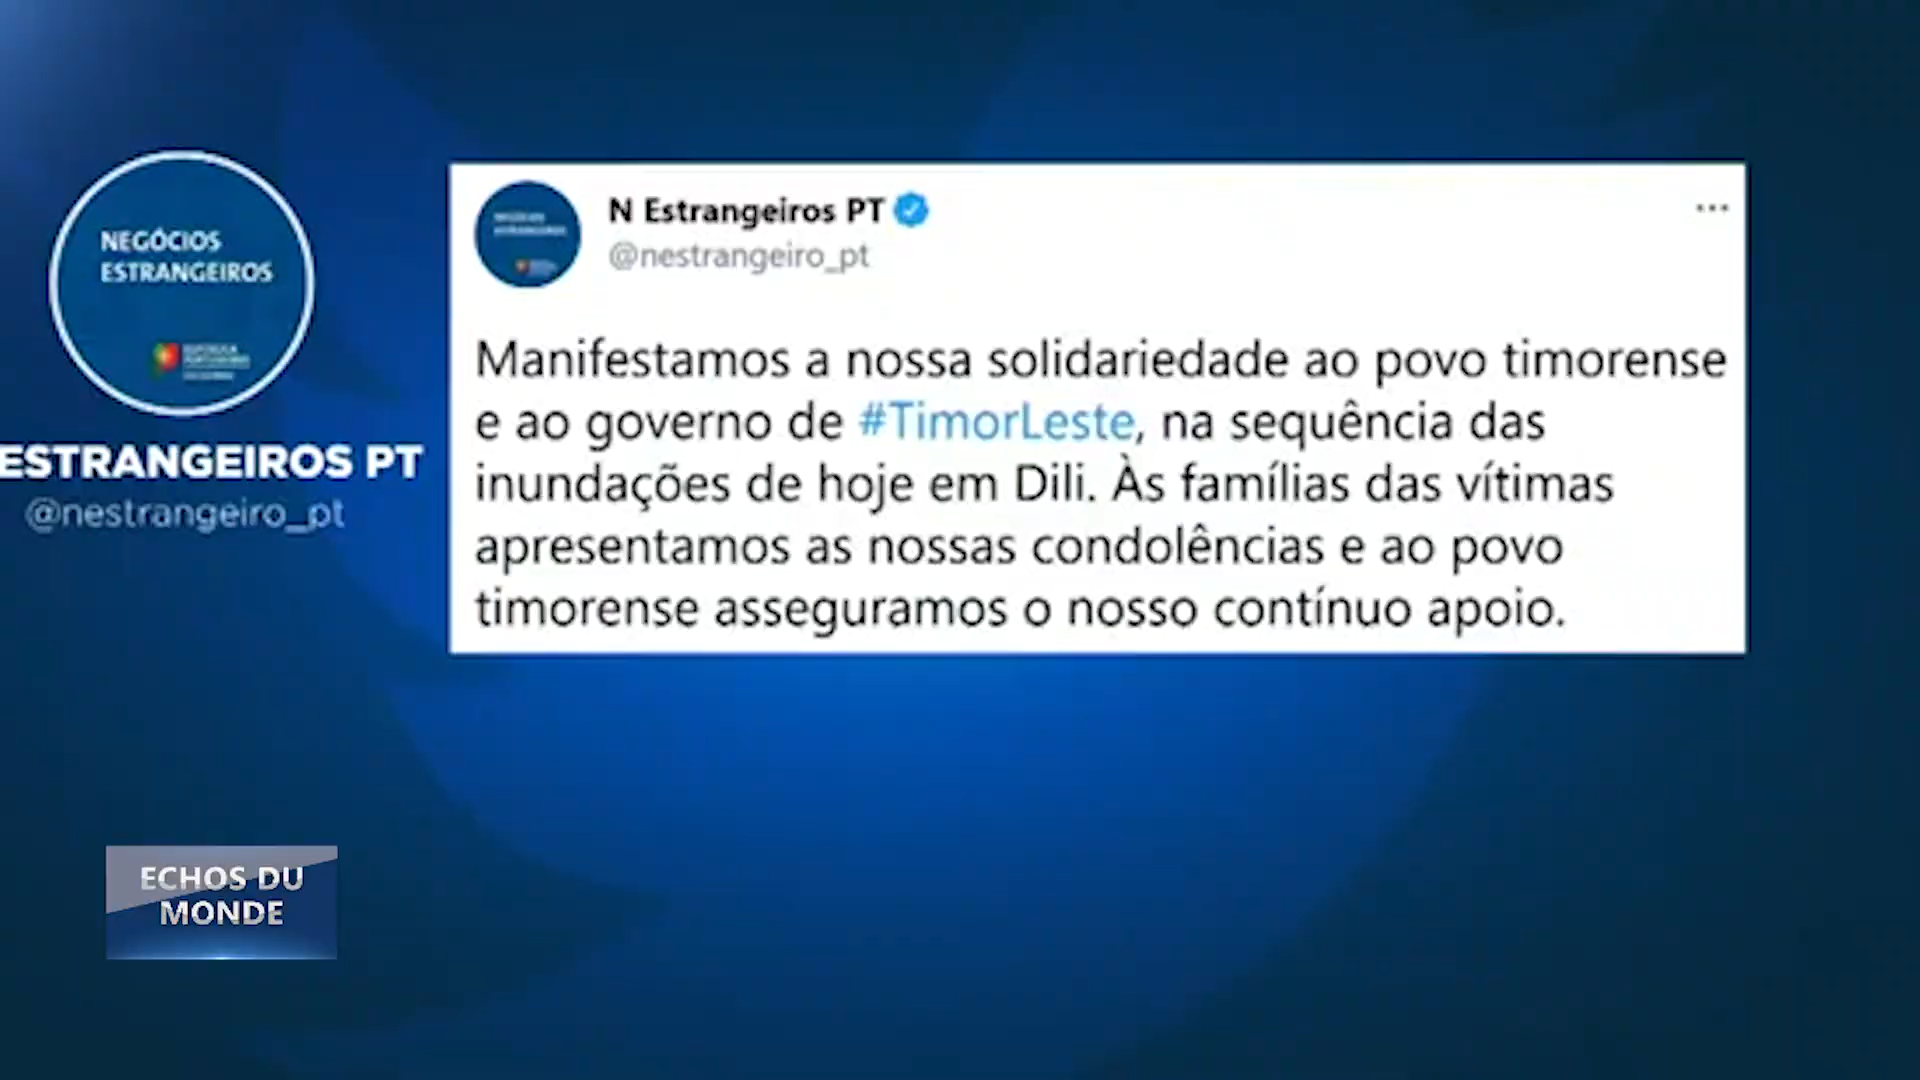 NEGÓCIOS
ESTRANGEIROS
ESTRANGEIROS PT
@nestrangeiro_pt
N Estrangeiros PT
@nestrangeiro_pt
Manifestamos a nossa solidariedade ao povo timorense
e ao governo de #TimorLeste, na sequência das
inundações de hoje em Dili. Às famílias das vítimas
apresentamos as nossas condolências e ao povo
timorense asseguramos o nosso contínuo apoio.
ECHOS DU
MONDE